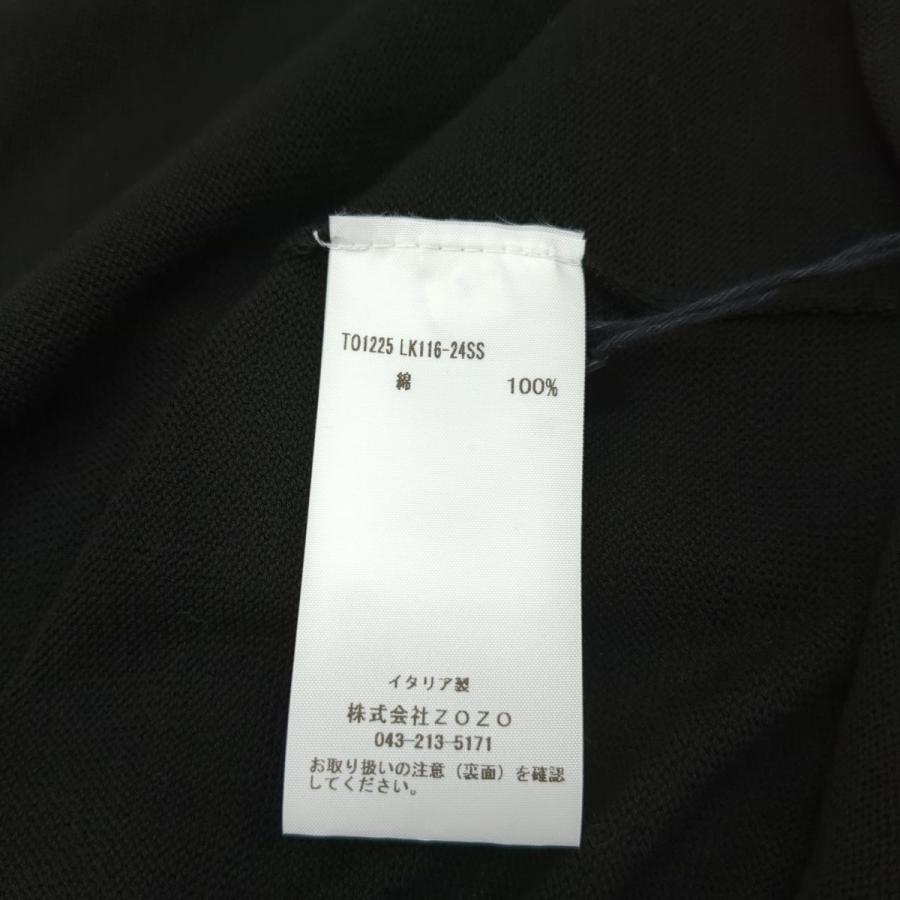 T01225 LK116-24SS
綿 100%
イタリア製
株式会社ZOZO
043-213-5171
お取り扱いの注意（裏面）を確認
してください。